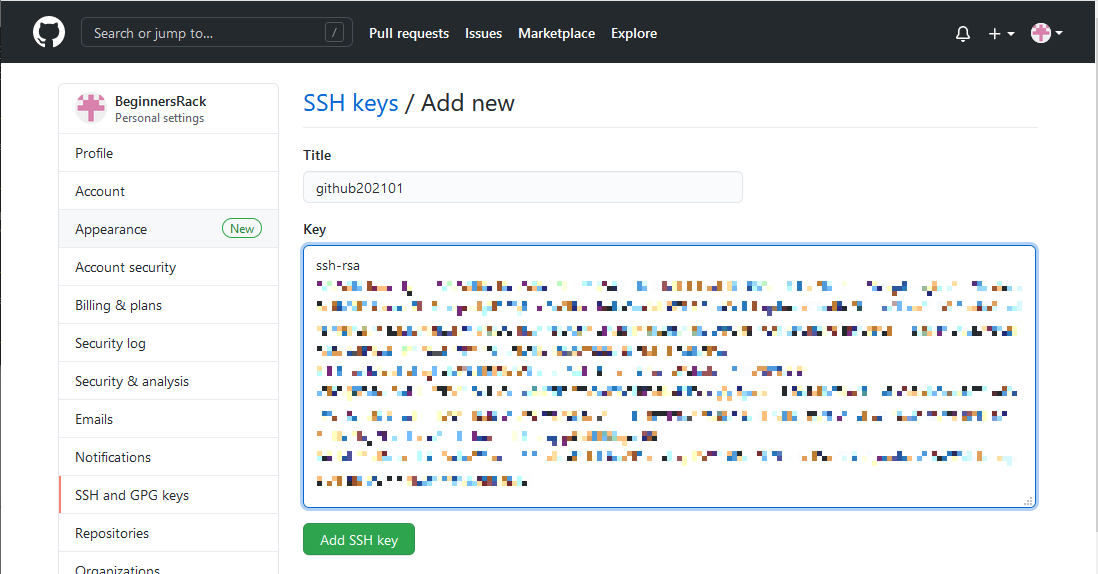 Search or jump to...
/
Pull requests
Issues
Marketplace
Explore
BeginnersRack
Personal settings
Profile
Account
Appearance
New
Account security
Billing & plans
Security log
Security & analysis
Emails
Notifications
SSH and GPG keys
Repositories
Organizations
SSH keys / Add new
Title
github202101
Key
ssh-rsa
Add SSH key